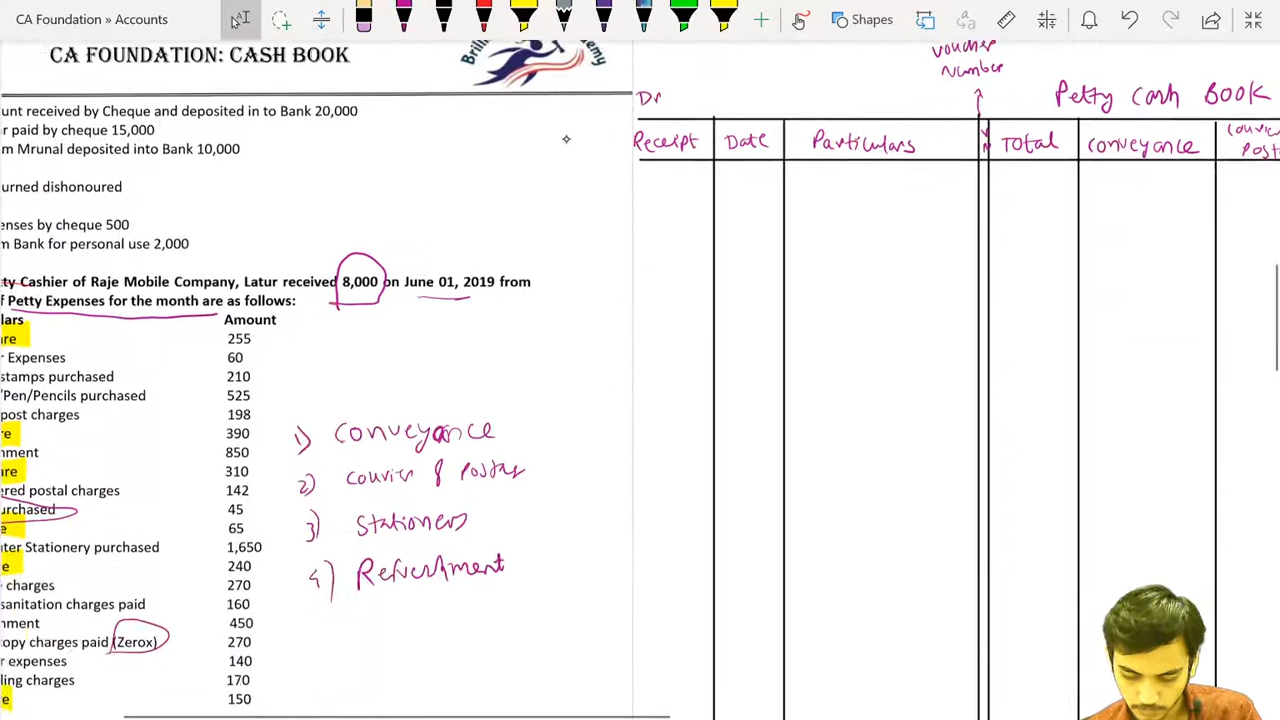 CA Foundation » Accounts
Shapes
CA FOUNDATION: CASH BOOK
unt received by Cheque and deposited in to Bank 20,000
r paid by cheque 15,000
m Mrunal deposited into Bank 10,000
urned dishonoured
enses by cheque 500
m Bank for personal use 2,000
ty Cashier of Raje Mobile Company, Latur received 8,000 on June 01, 2019 from
f Petty Expenses for the month are as follows:
lars Amount
are 255
r Expenses 60
stamps purchased 210
/Pen/Pencils purchased 525
post charges 198
re 390
hment 850
are 310
ered postal charges 142
urchased 45
e 65
ter Stationery purchased 1,650
e 240
charges 270
sanitation charges paid 160
hment 450
opy charges paid (Zerox) 270
r expenses 140
ling charges 170
e 150
1) Conveyance
2) Courier & Postage
3) Stationery
4) Refreshment
Voucher
Number
Dr Petty Cash Book
Receipt Date Particulars VN Total Conveyance